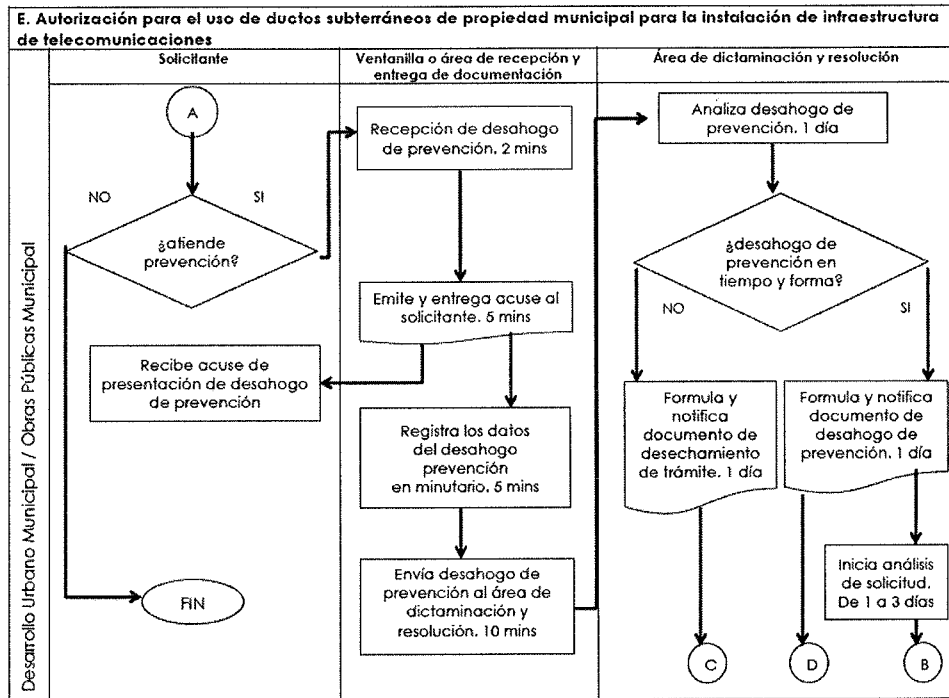 E. Autorización para el uso de ductos subterráneos de propiedad municipal para la instalación de infraestructura
de telecomunicaciones
Solicitante
Ventanilla o área de recepción y
entrega de documentación
Área de dictaminación y resolución
Desarrollo Urbano Municipal / Obras Públicas Municipal
A
NO
SI
¿atiende
prevención?
Recibe acuse de
presentación de desahogo
de prevención
FIN
Recepción de desahogo
de prevención. 2 mins
Emite y entrega acuse al
solicitante. 5 mins
Registra los datos
del desahogo
prevención
en minutario. 5 mins
Envía desahogo de
prevención al área de
dictaminación y
resolución. 10 mins
Analiza desahogo de
prevención. 1 día
¿desahogo de
prevención en
tiempo y forma?
NO
SI
Formula y
notifica
documento de
desechamiento
de trámite. 1 día
Formula y notifica
documento de
desahogo de
prevención. 1 día
Inicia análisis
de solicitud.
De 1 a 3 días
C
D
B